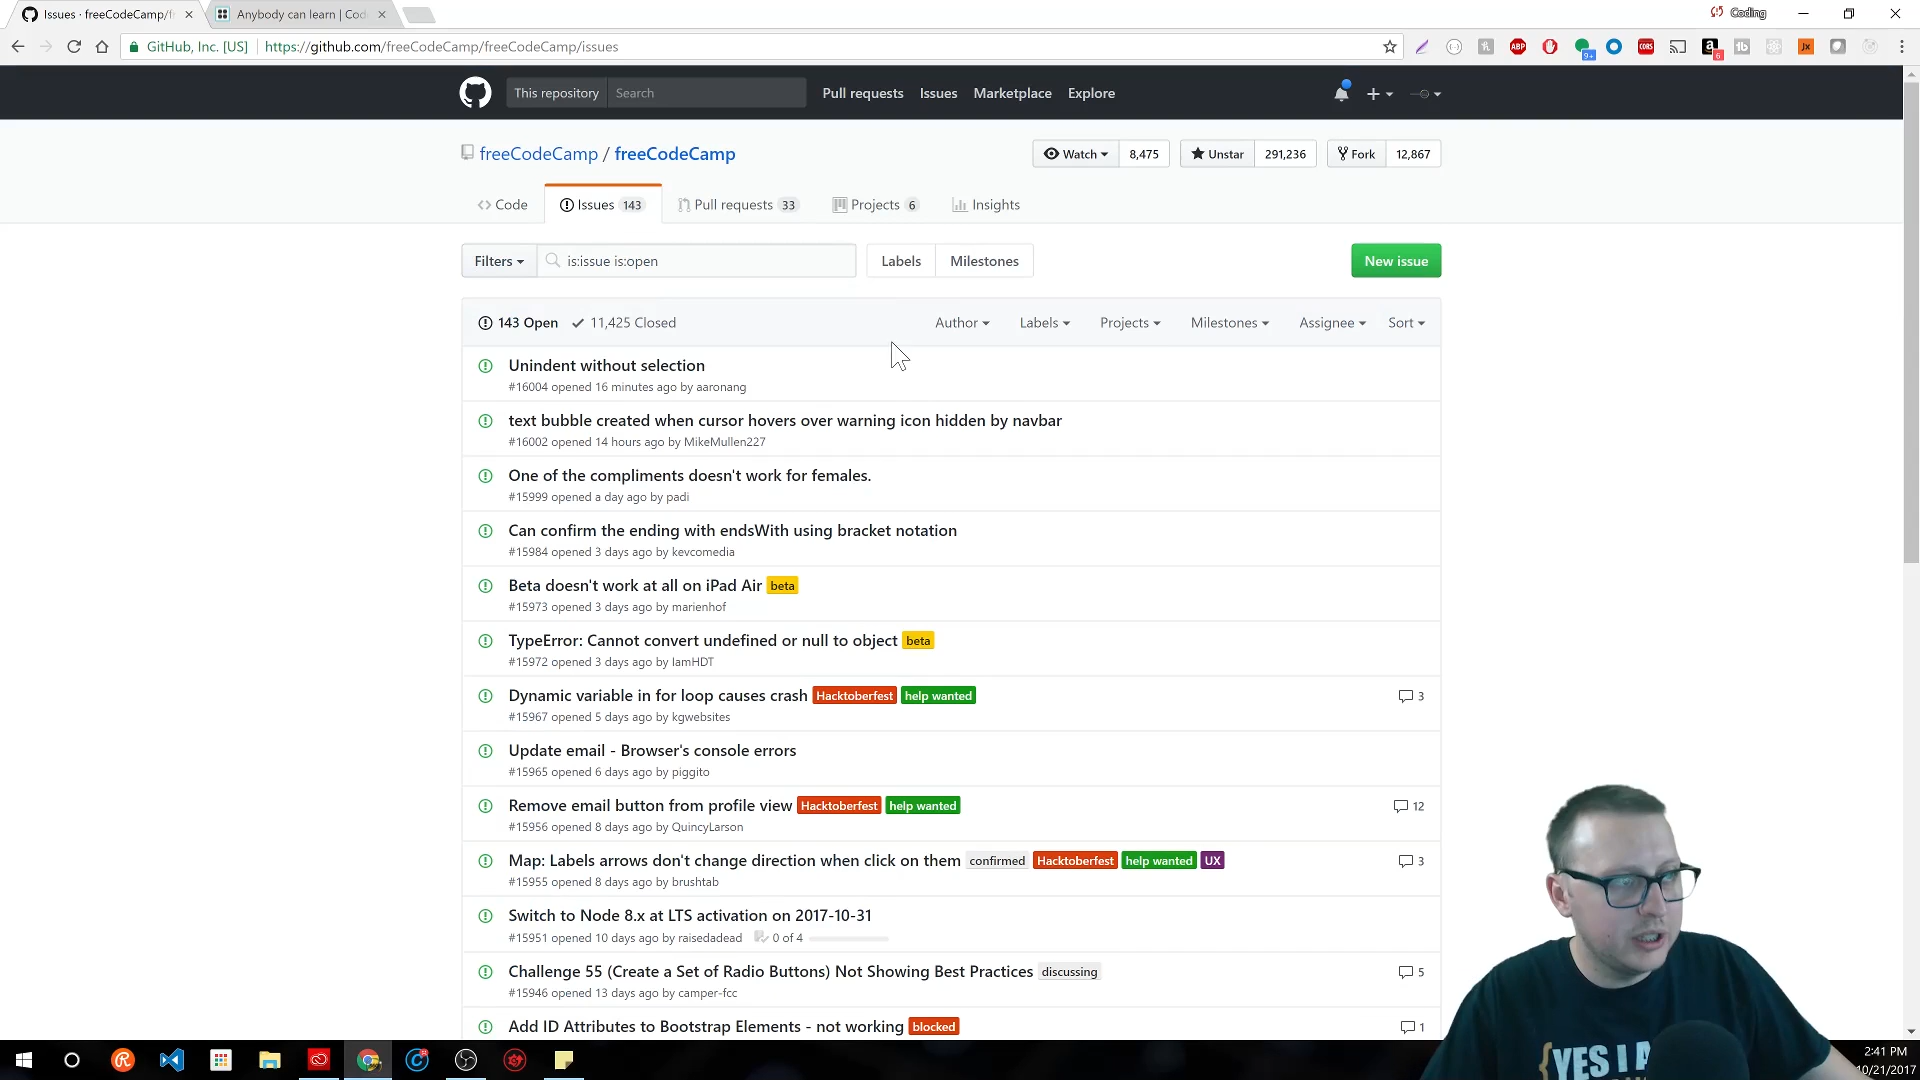 Issues · freeCodeCamp/f
Anybody can learn | Cod
Coding
GitHub, Inc. [US]
https://github.com/freeCodeCamp/freeCodeCamp/issues
This repository
Search
Pull requests
Issues
Marketplace
Explore
freeCodeCamp / freeCodeCamp
Watch
8,475
Unstar
291,236
Fork
12,867
Code
Issues 143
Pull requests 33
Projects 6
Insights
Filters
is:issue is:open
Labels
Milestones
New issue
143 Open
11,425 Closed
Author
Labels
Projects
Milestones
Assignee
Sort
Unindent without selection
#16004 opened 16 minutes ago by aaronang
text bubble created when cursor hovers over warning icon hidden by navbar
#16002 opened 14 hours ago by MikeMullen227
One of the compliments doesn't work for females.
#15999 opened a day ago by padi
Can confirm the ending with endsWith using bracket notation
#15984 opened 3 days ago by kevcomedia
Beta doesn't work at all on iPad Air beta
#15973 opened 3 days ago by marienhof
TypeError: Cannot convert undefined or null to object beta
#15972 opened 3 days ago by IamHDT
Dynamic variable in for loop causes crash Hacktoberfest help wanted 3
#15967 opened 5 days ago by kgwebsites
Update email - Browser's console errors
#15965 opened 6 days ago by piggito
Remove email button from profile view Hacktoberfest help wanted 12
#15956 opened 8 days ago by QuincyLarson
Map: Labels arrows don't change direction when click on them confirmed Hacktoberfest help wanted UX 3
#15955 opened 8 days ago by brushtab
Switch to Node 8.x at LTS activation on 2017-10-31
#15951 opened 10 days ago by raisedadead 0 of 4
Challenge 55 (Create a Set of Radio Buttons) Not Showing Best Practices discussing 5
#15946 opened 13 days ago by camper-fcc
Add ID Attributes to Bootstrap Elements - not working blocked 1
{YES I A
2:41 PM
10/21/2017